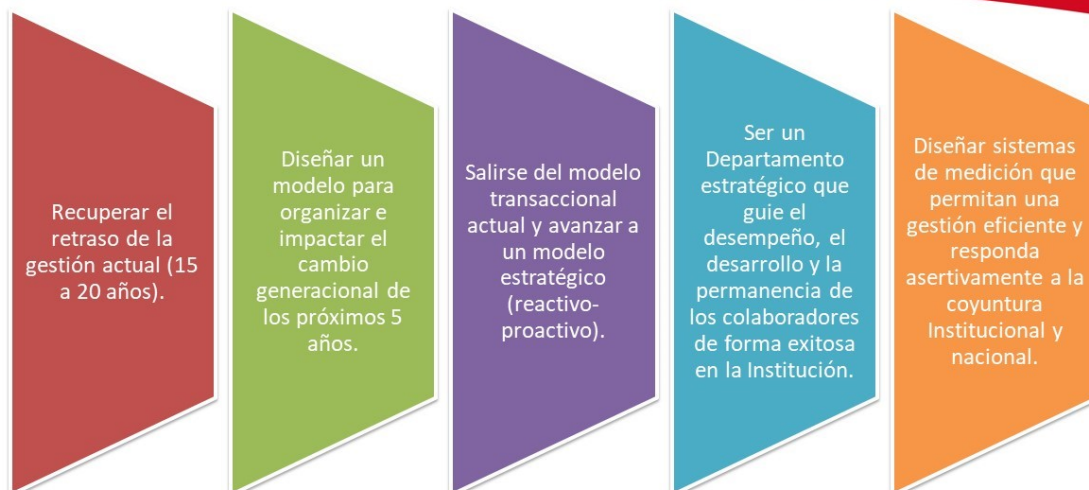 Recuperar el
retraso de la
gestión actual (15
a 20 años).
Diseñar un
modelo para
organizar e
impactar el
cambio
generacional de
los próximos 5
años.
Salirse del modelo
transaccional
actual y avanzar a
un modelo
estratégico
(reactivo-
proactivo).
Ser un
Departamento
estratégico que
guie el
desempeño, el
desarrollo y la
permanencia de
los colaboradores
de forma exitosa
en la Institución.
Diseñar sistemas
de medición que
permitan una
gestión eficiente y
responda
asertivamente a la
coyuntura
Institucional y
nacional.